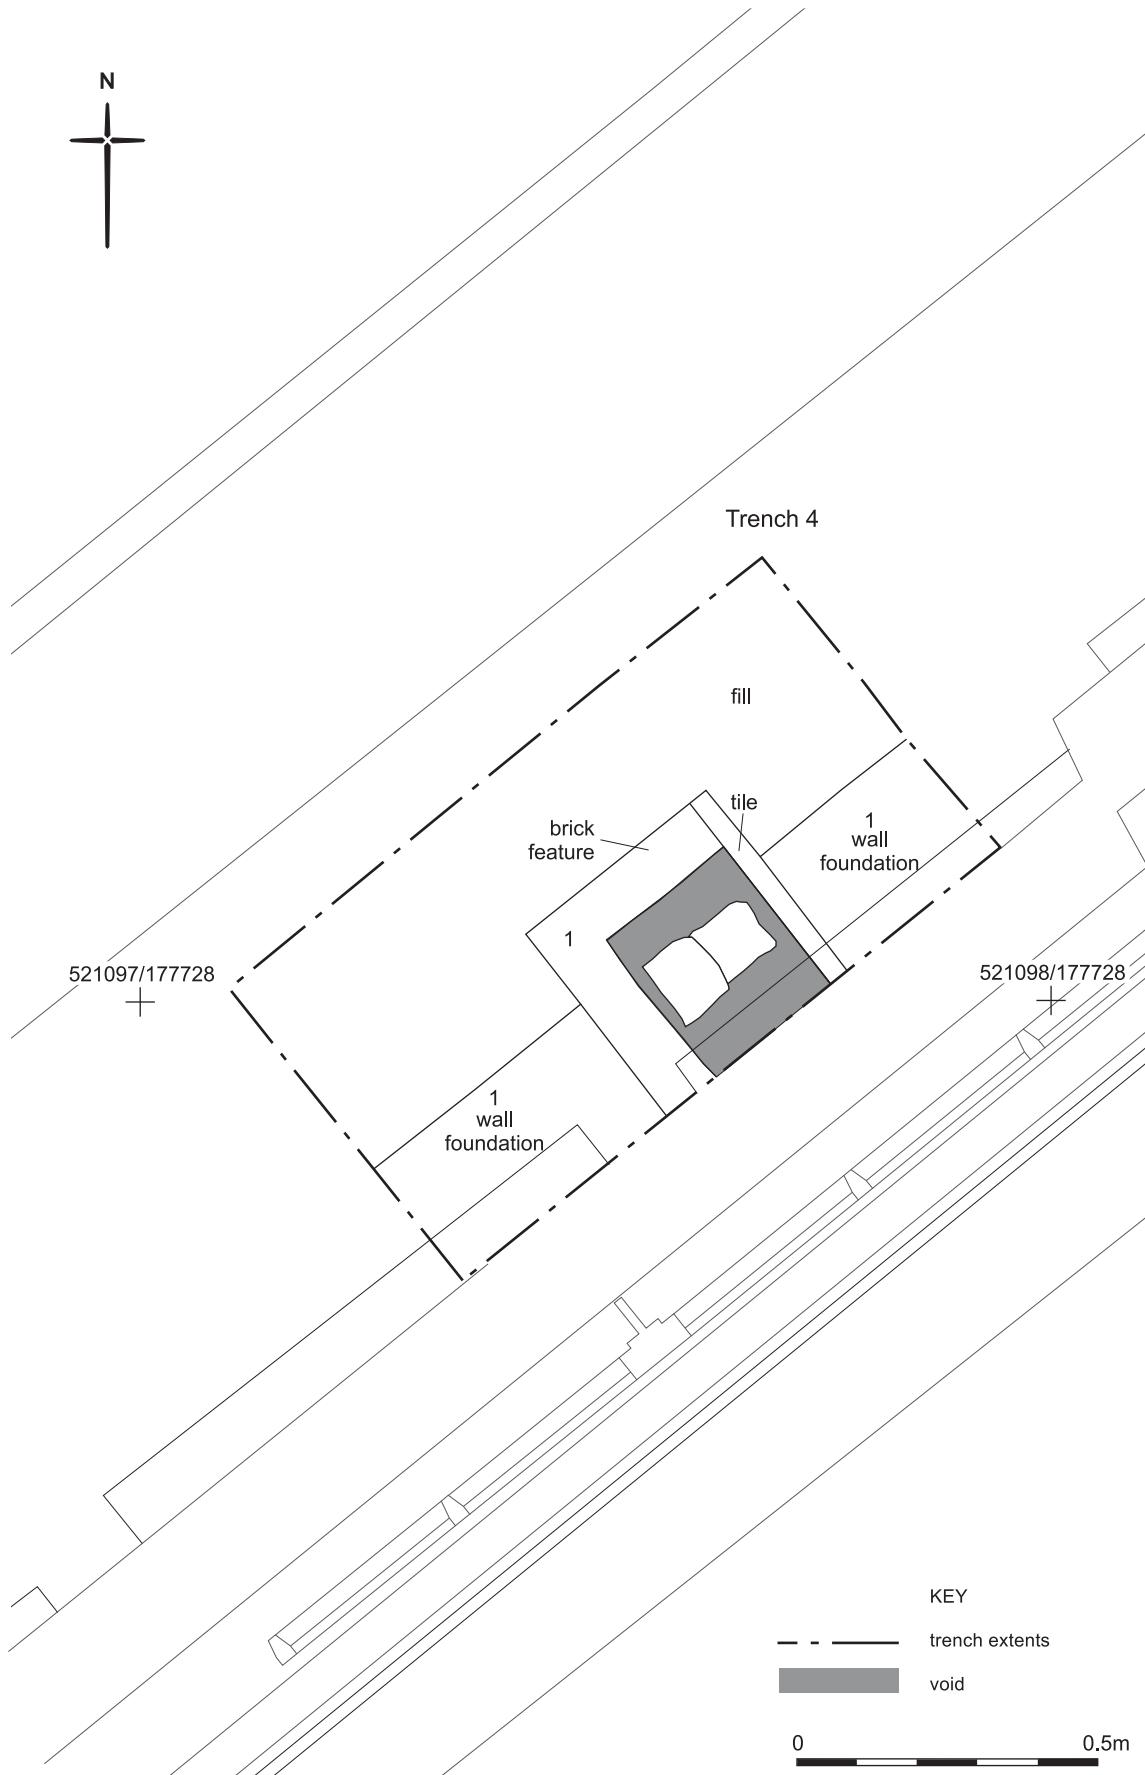 N
Trench 4
fill
tile
brick
feature
1
wall
foundation
1
521097/177728
521098/177728
1
wall
foundation
KEY
trench extents
void
0
0.5m